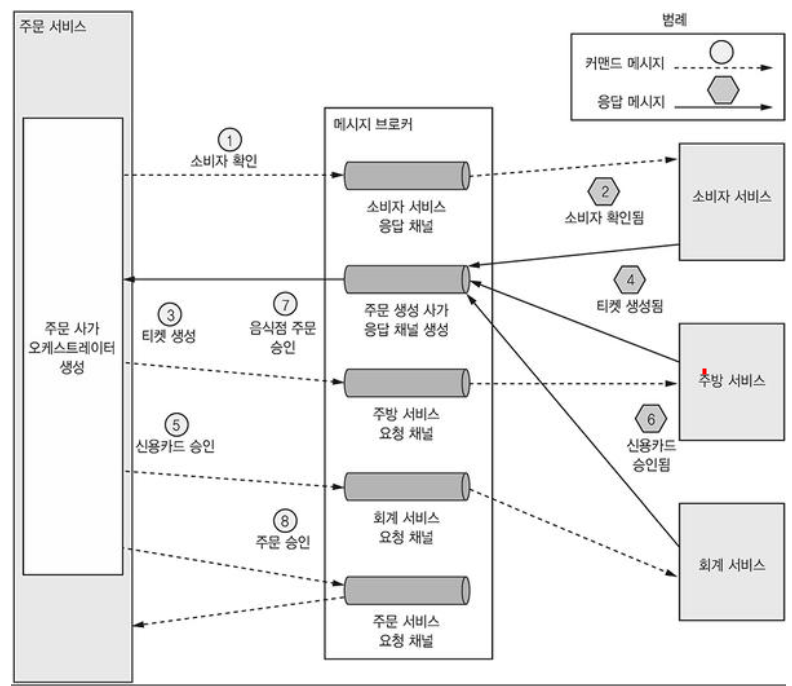 주문 서비스
범례
커맨드 메시지
응답 메시지
메시지 브로커
1
소비자 확인
소비자 서비스
응답 채널
2
소비자 확인됨
소비자 서비스
주문 사가
오케스트레이터
생성
3
티켓 생성
7
음식점 주문
승인
주문 생성 사가
응답 채널 생성
4
티켓 생성됨
주방 서비스
요청 채널
주방 서비스
5
신용카드 승인
6
신용카드
승인됨
회계 서비스
요청 채널
회계 서비스
8
주문 승인
주문 서비스
요청 채널